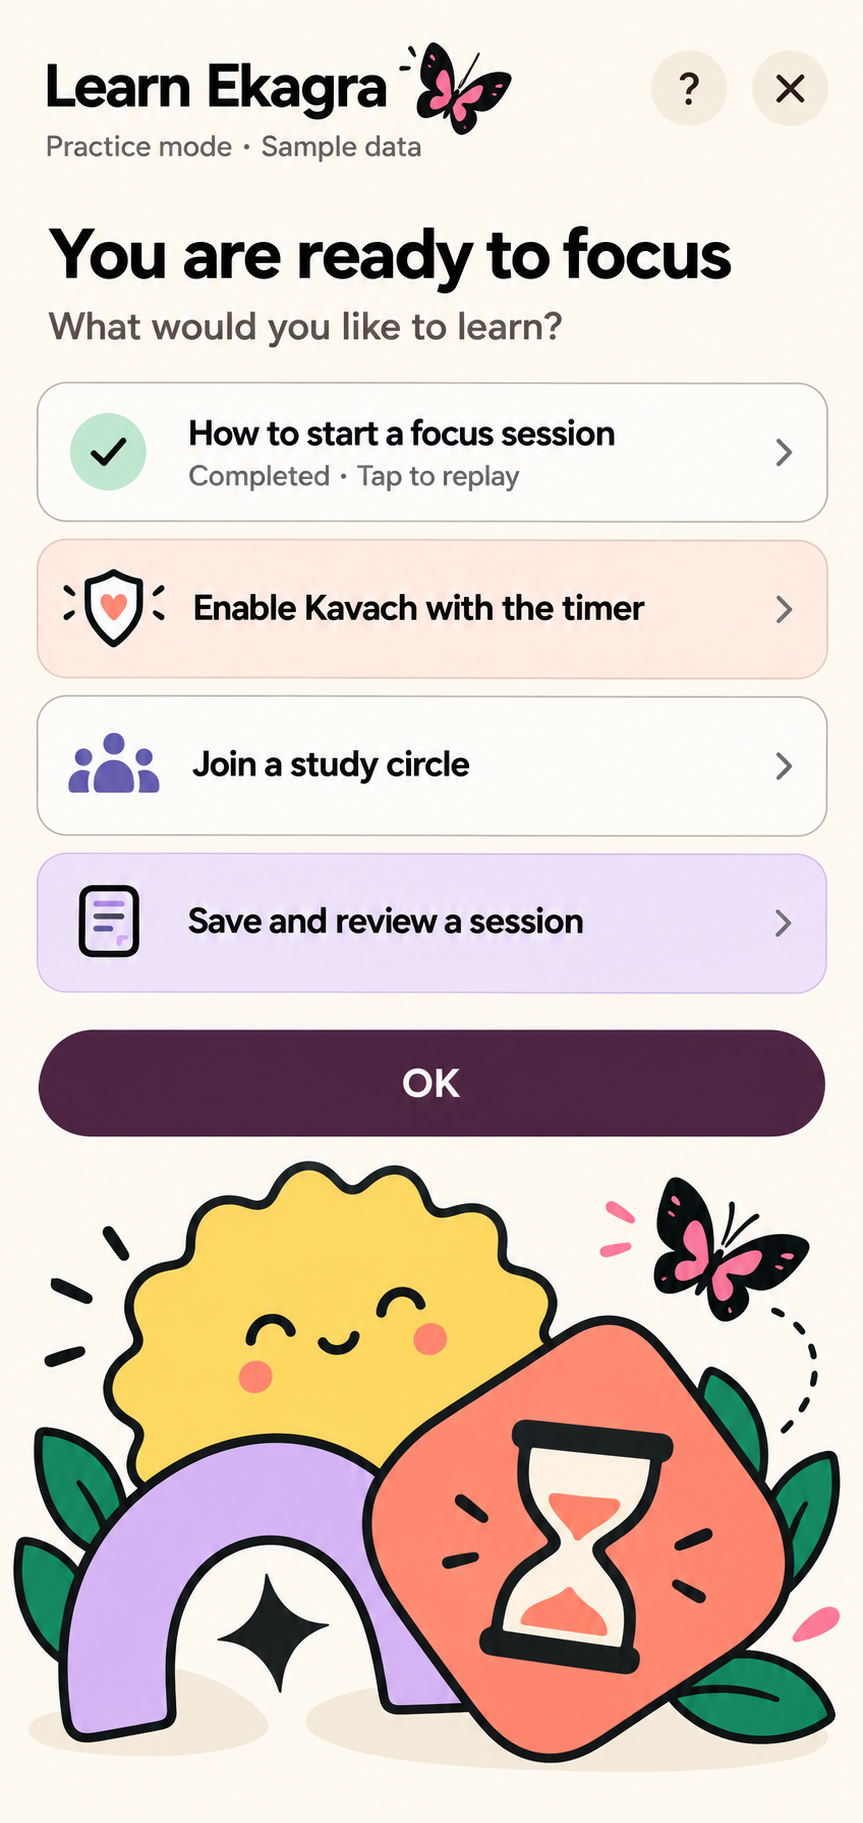 Learn Ekagra
?
Practice mode • Sample data
You are ready to focus
What would you like to learn?
How to start a focus session
Completed • Tap to replay
Enable Kavach with the timer
Join a study circle
Save and review a session
OK